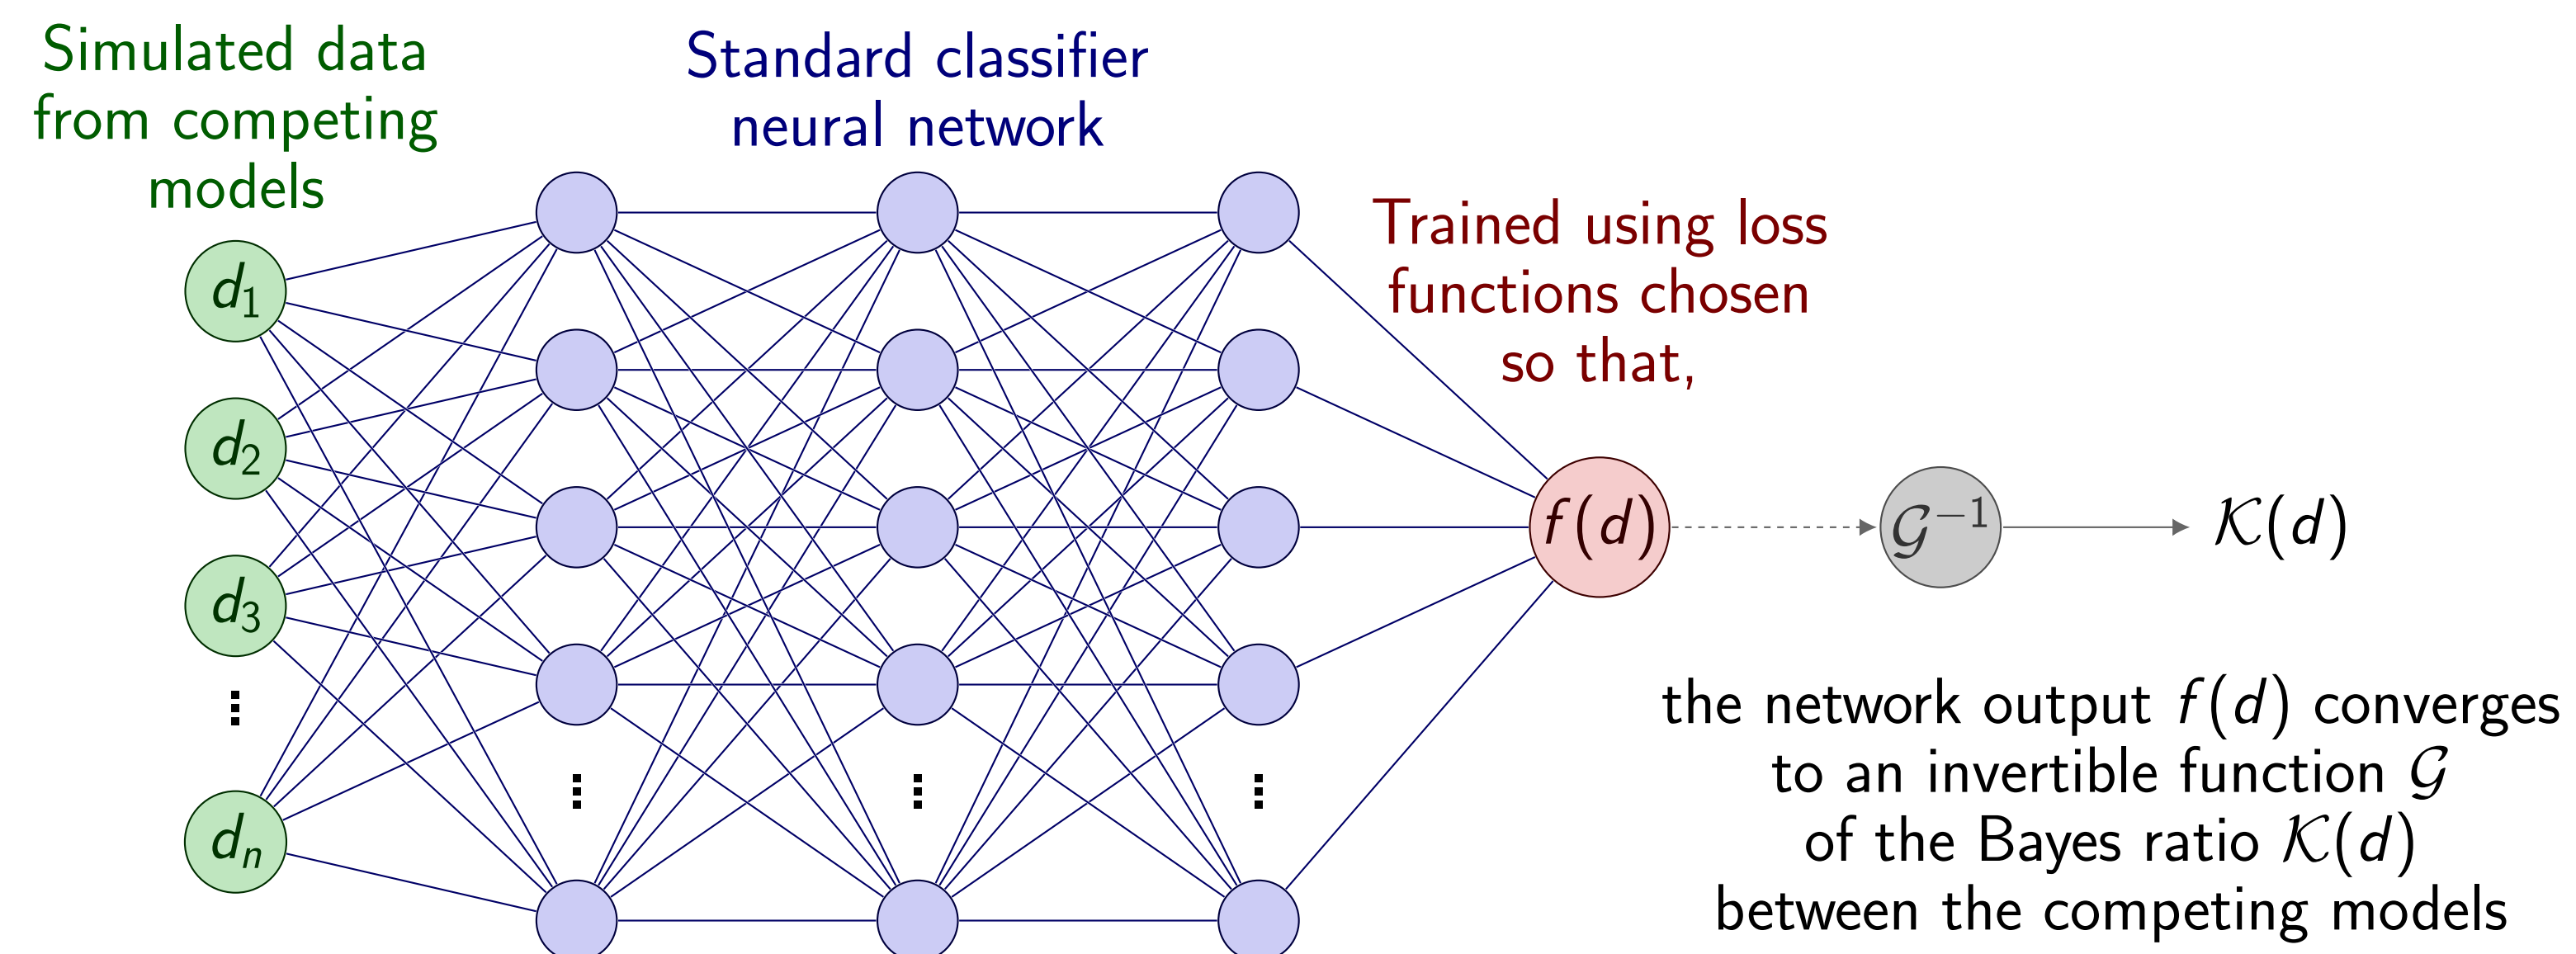 Simulated data
from competing
models
Standard classifier
neural network
Trained using loss
functions chosen
so that,
d₁
d₂
d₃
⋮
dₙ
⋮
⋮
⋮
f(d)
𝒢⁻¹
𝒦(d)
the network output f(d) converges
to an invertible function 𝒢
of the Bayes ratio 𝒦(d)
between the competing models